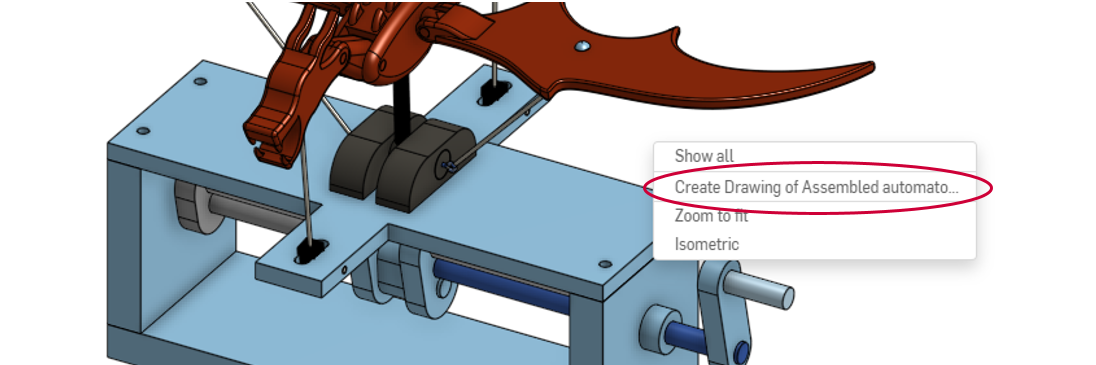 Show all
Create Drawing of Assembled automato...
Zoom to fit
Isometric